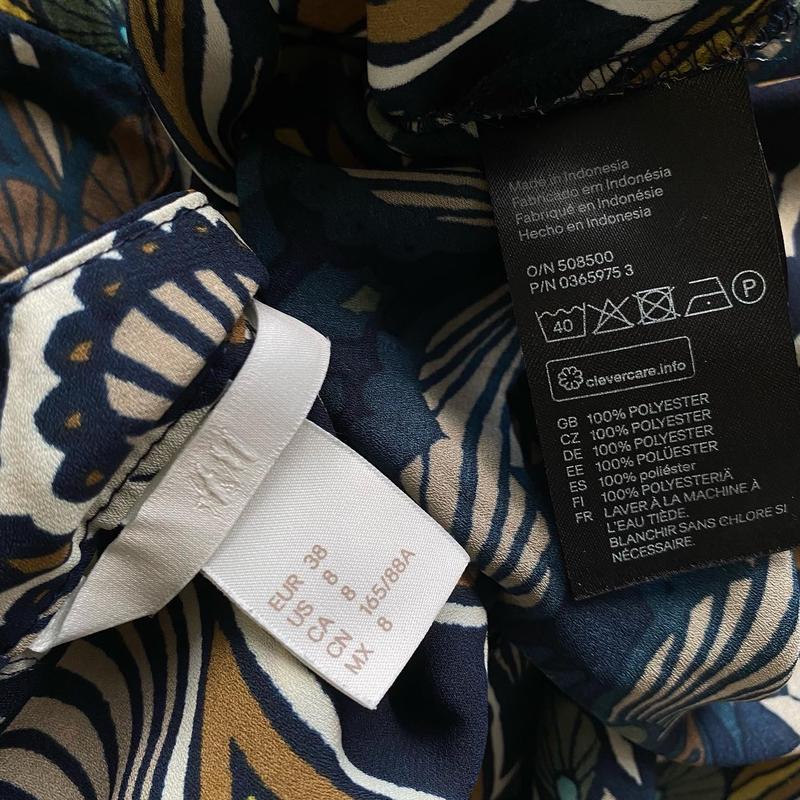 H&M
EUR 38
US 8
CA 8
CN 165/88A
MX 8
Made in Indonesia
Fabricado em Indonésia
Fabriqué en Indonésie
Hecho en Indonesia
O/N 508500
P/N 0365975 3
40 P
clevercare.info
GB 100% POLYESTER
CZ 100% POLYESTER
DE 100% POLYESTER
EE 100% POLÜESTER
ES 100% poliéster
FI 100% POLYESTERIÄ
FR LAVER À LA MACHINE À
L'EAU TIÈDE.
BLANCHIR SANS CHLORE SI
NÉCESSAIRE.